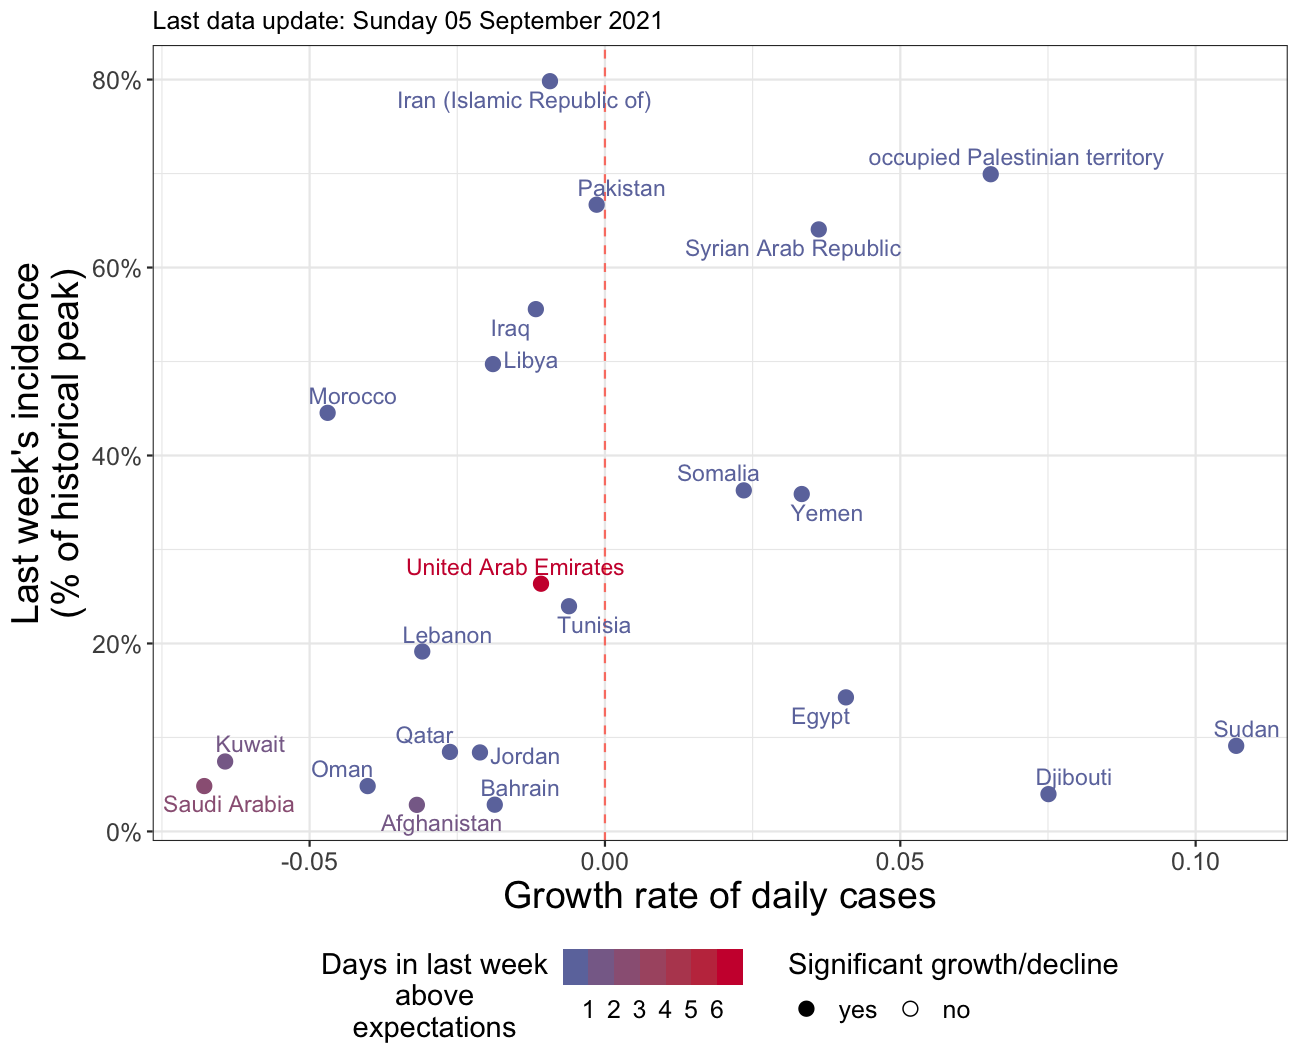 Last data update: Sunday 05 September 2021
80%
Iran (Islamic Republic of)
occupied Palestinian territory
Pakistan
Syrian Arab Republic
60%
Iraq
Libya
Morocco
40%
Somalia
Yemen
United Arab Emirates
Tunisia
20%
Lebanon
Egypt
Sudan
Qatar
Kuwait
Jordan
Oman
Djibouti
Bahrain
Saudi Arabia
Afghanistan
0%
Last week's incidence
(% of historical peak)
-0.05
0.00
0.05
0.10
Growth rate of daily cases
Days in last week
above
expectations
1 2 3 4 5 6
Significant growth/decline
yes
no